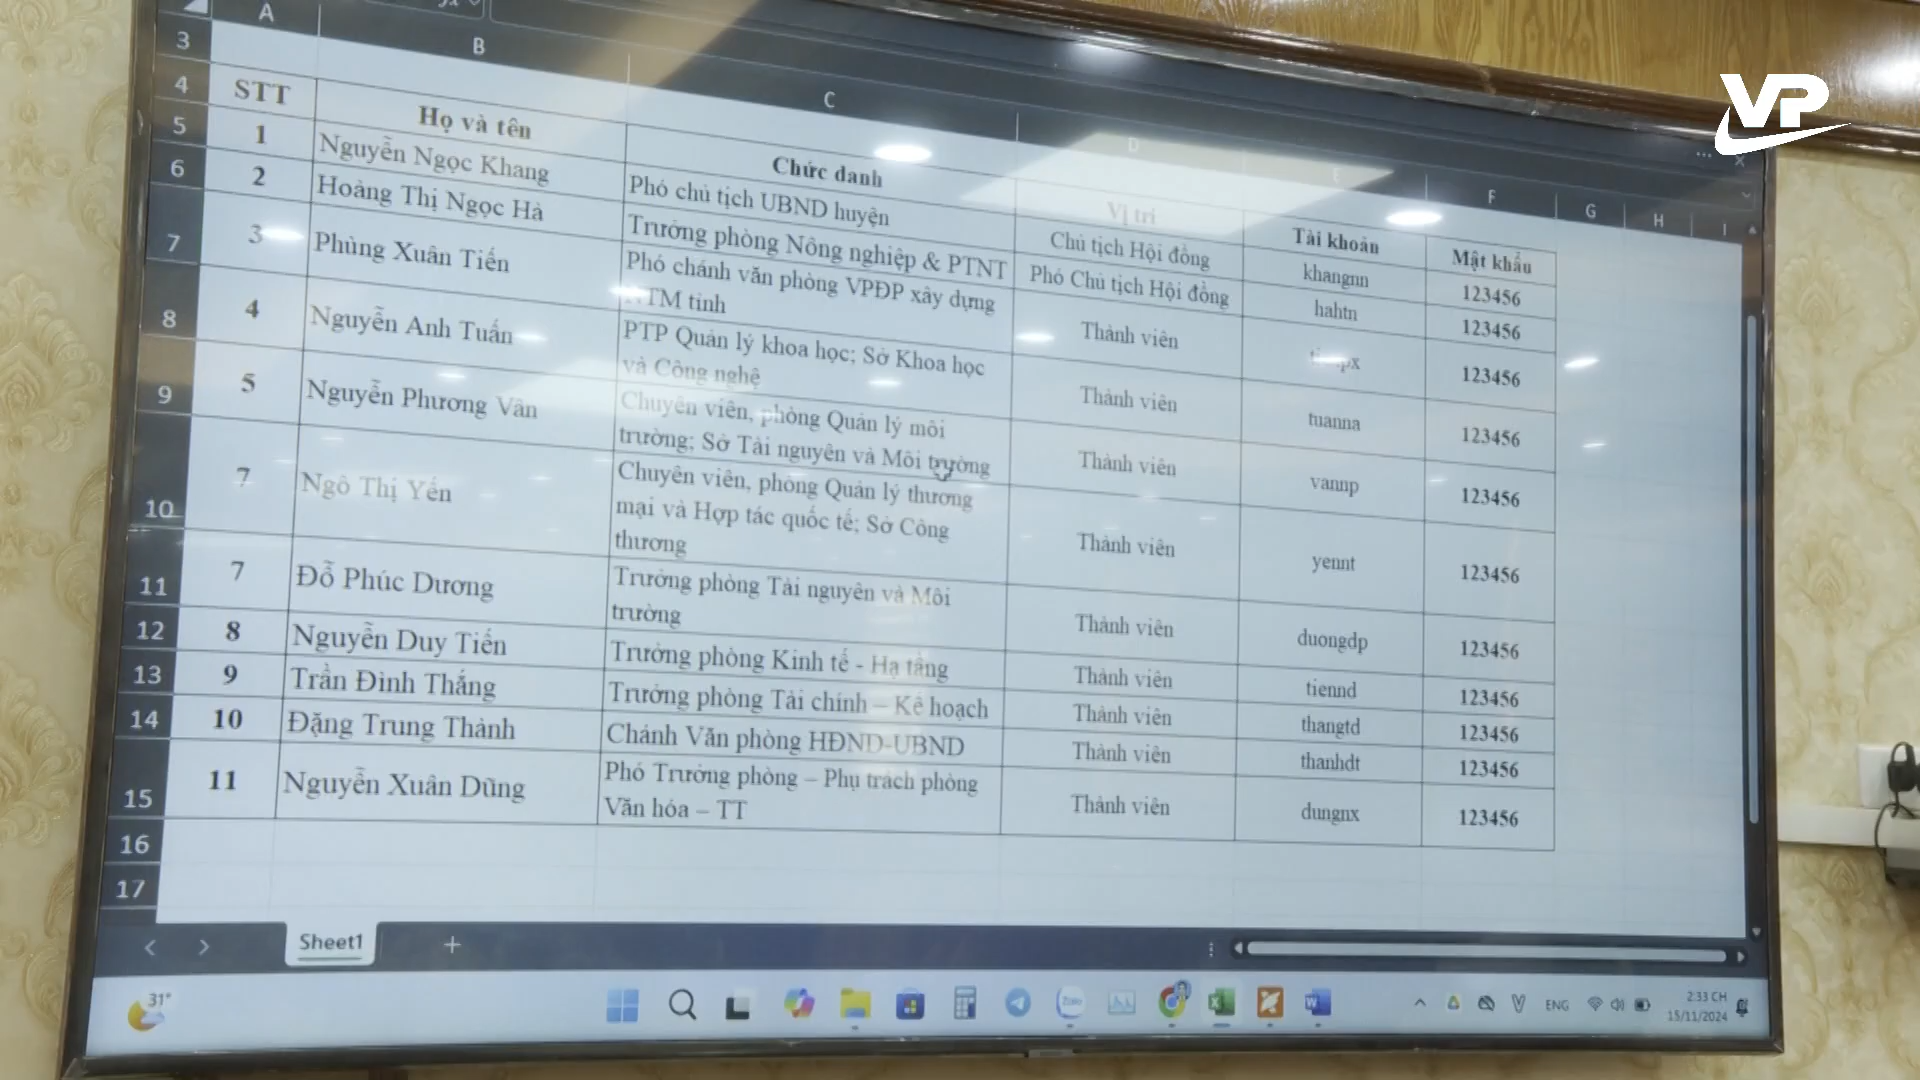 VP
A B C D E F G H I
3
4 STT Họ và tên Chức danh Vị trí Tài khoản Mật khẩu
5 1 Nguyễn Ngọc Khang Phó chủ tịch UBND huyện Chủ tịch Hội đồng khangnn 123456
6 2 Hoàng Thị Ngọc Hà Trưởng phòng Nông nghiệp & PTNT Phó Chủ tịch Hội đồng hahtn 123456
7 3 Phùng Xuân Tiến Phó chánh văn phòng VPĐP xây dựng
NTM tỉnh Thành viên 123456
8 4 Nguyễn Anh Tuấn PTP Quản lý khoa học; Sở Khoa học
và Công nghệ Thành viên tuanna 123456
9 5 Nguyễn Phương Vân Chuyên viên, phòng Quản lý môi
trường; Sở Tài nguyên và Môi trường Thành viên vannp 123456
10 7 Ngô Thị Yến Chuyên viên, phòng Quản lý thương
mại và Hợp tác quốc tế; Sở Công
thương Thành viên yennt 123456
11 7 Đỗ Phúc Dương Trưởng phòng Tài nguyên và Môi
trường Thành viên duongdp 123456
12 8 Nguyễn Duy Tiến Trưởng phòng Kinh tế - Hạ tầng Thành viên tiennd 123456
13 9 Trần Đình Thắng Trưởng phòng Tài chính – Kế hoạch Thành viên thangtd 123456
14 10 Đặng Trung Thành Chánh Văn phòng HĐND-UBND Thành viên thanhdt 123456
15 11 Nguyễn Xuân Dũng Phó Trưởng phòng – Phụ trách phòng
Văn hóa – TT Thành viên dungnx 123456
16
17
Sheet1 +
31° Zalo ENG 2:33 CH
15/11/2024